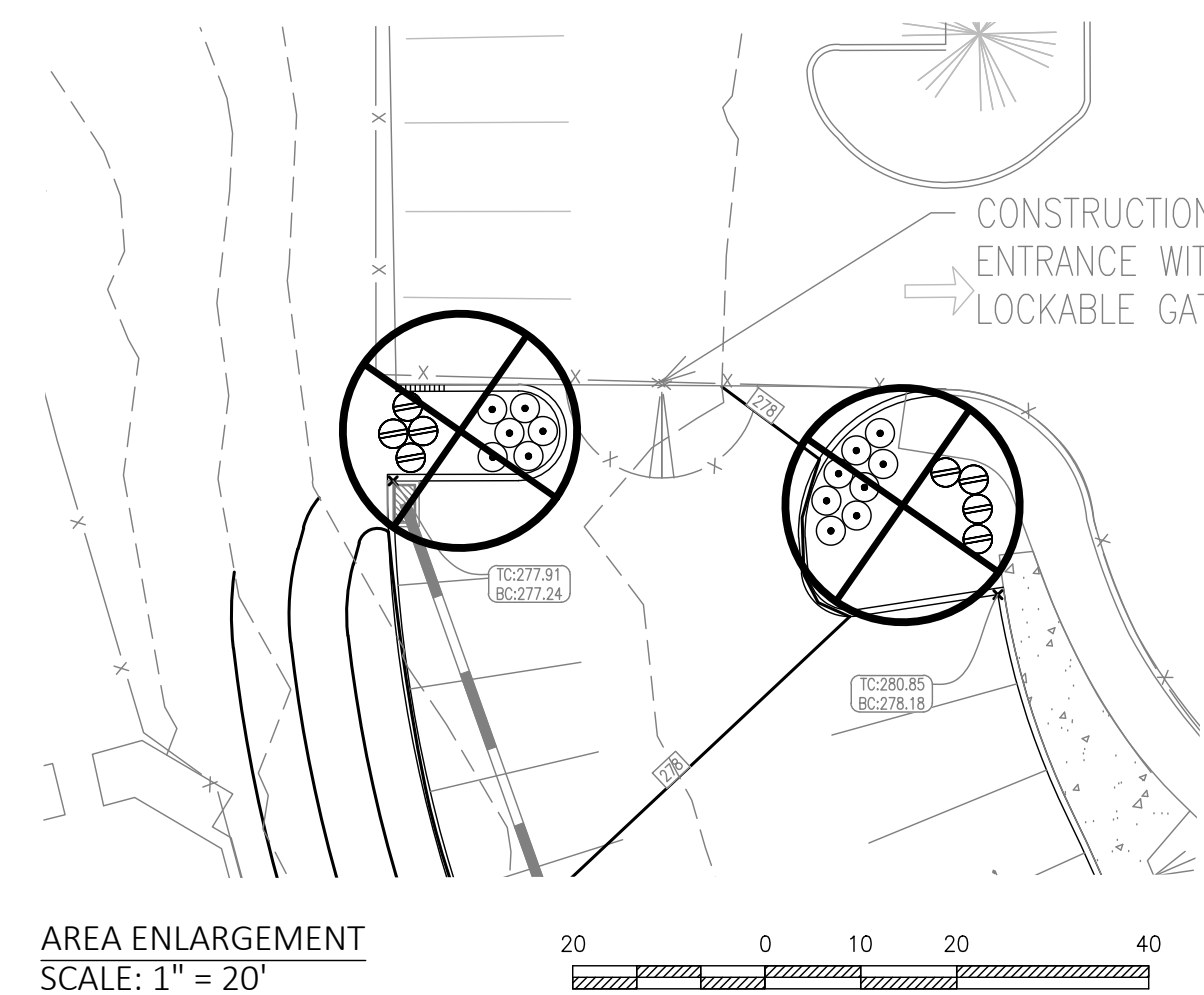 CONSTRUCTION
ENTRANCE WIT
LOCKABLE GAT
278
TC:277.91
BC:277.24
TC:280.85
BC:278.18
278
AREA ENLARGEMENT
SCALE: 1" = 20'
20 0 10 20 40